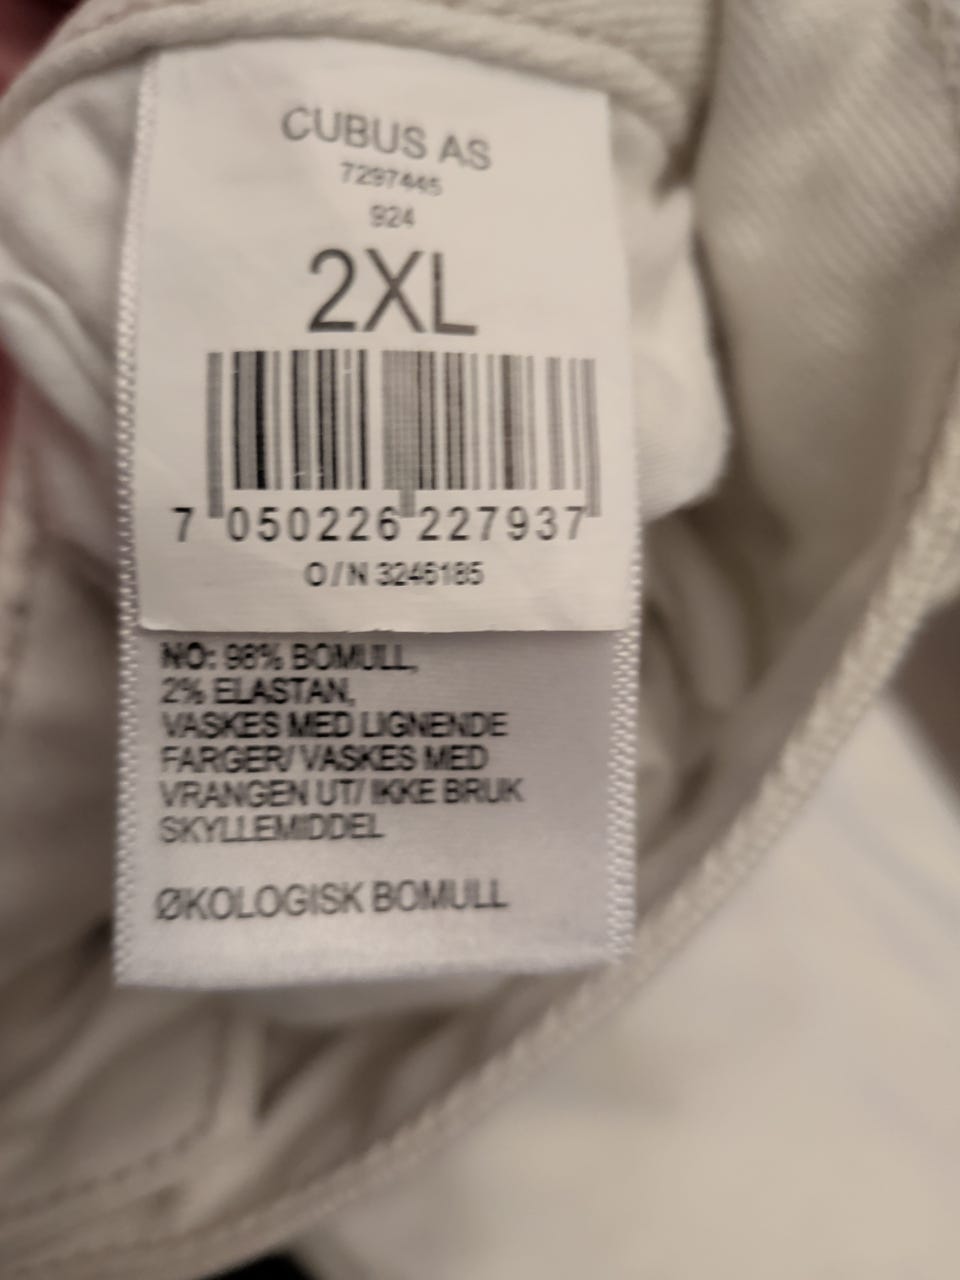 CUBUS AS
7297445
924
2XL
7 050226 227937
O/N 3246185
NO: 98% BOMULL,
2% ELASTAN,
VASKES MED LIGNENDE
FARGER/ VASKES MED
VRANGEN UT/ IKKE BRUK
SKYLLEMIDDEL
ØKOLOGISK BOMULL